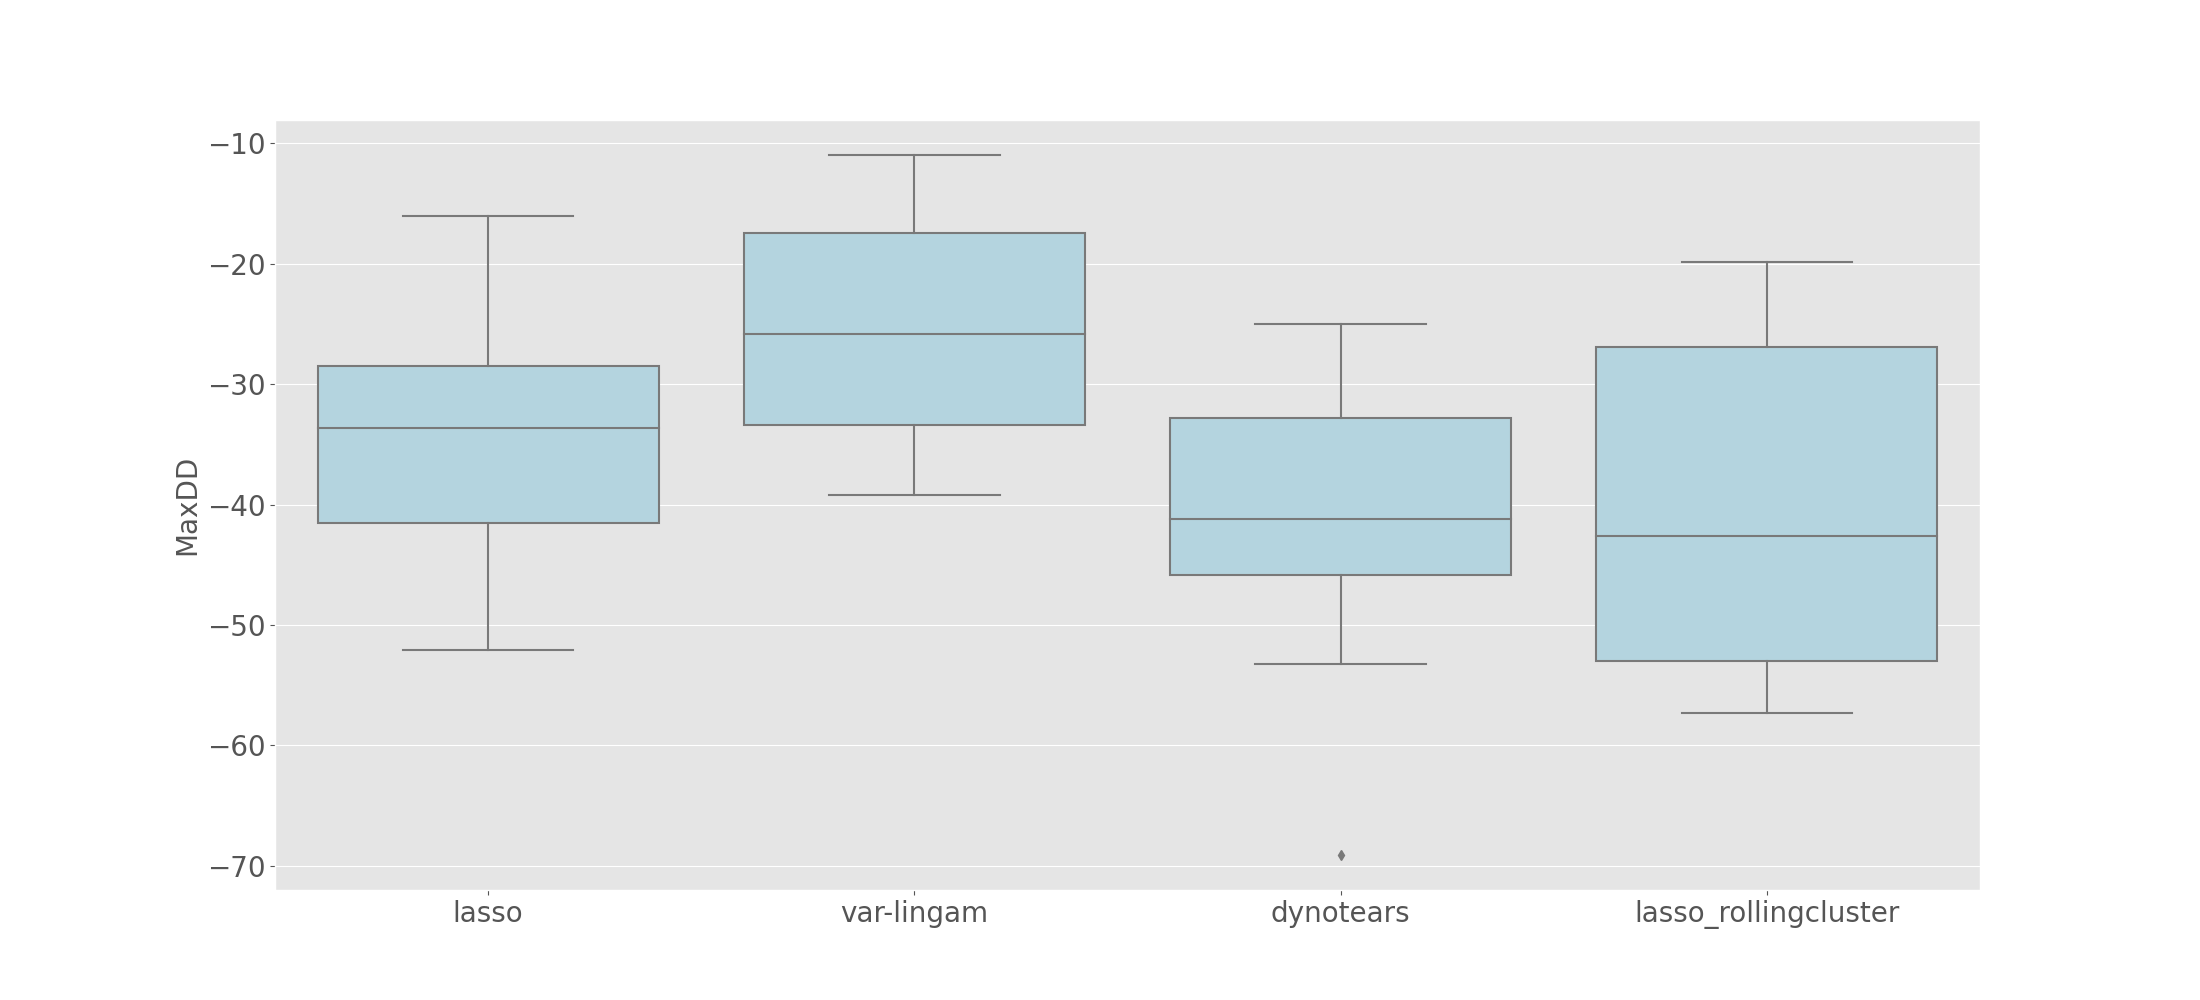 MaxDD
−10
−20
−30
−40
−50
−60
−70
lasso
var-lingam
dynotears
lasso_rollingcluster